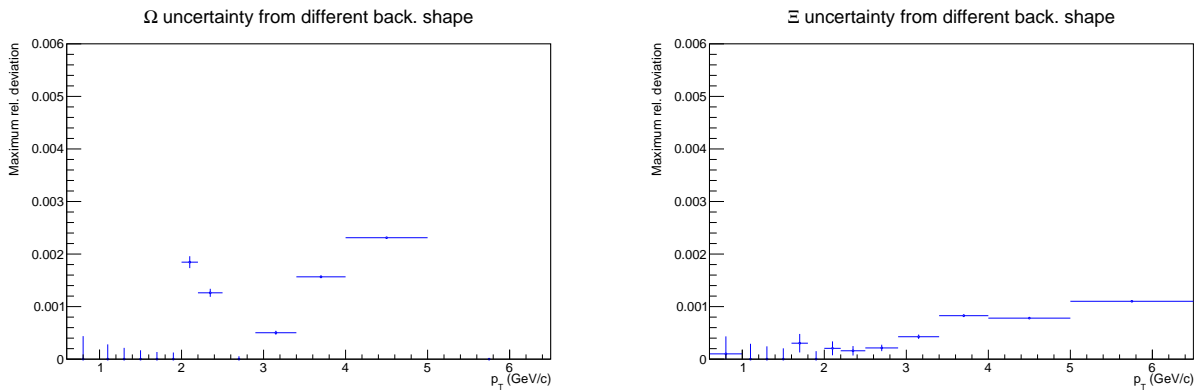 Ω uncertainty from different back. shape
Maximum rel. deviation
0.006
0.005
0.004
0.003
0.002
0.001
0
1 2 3 4 5 6
p_T (GeV/c)
Ξ uncertainty from different back. shape
Maximum rel. deviation
0.006
0.005
0.004
0.003
0.002
0.001
0
1 2 3 4 5 6
p_T (GeV/c)